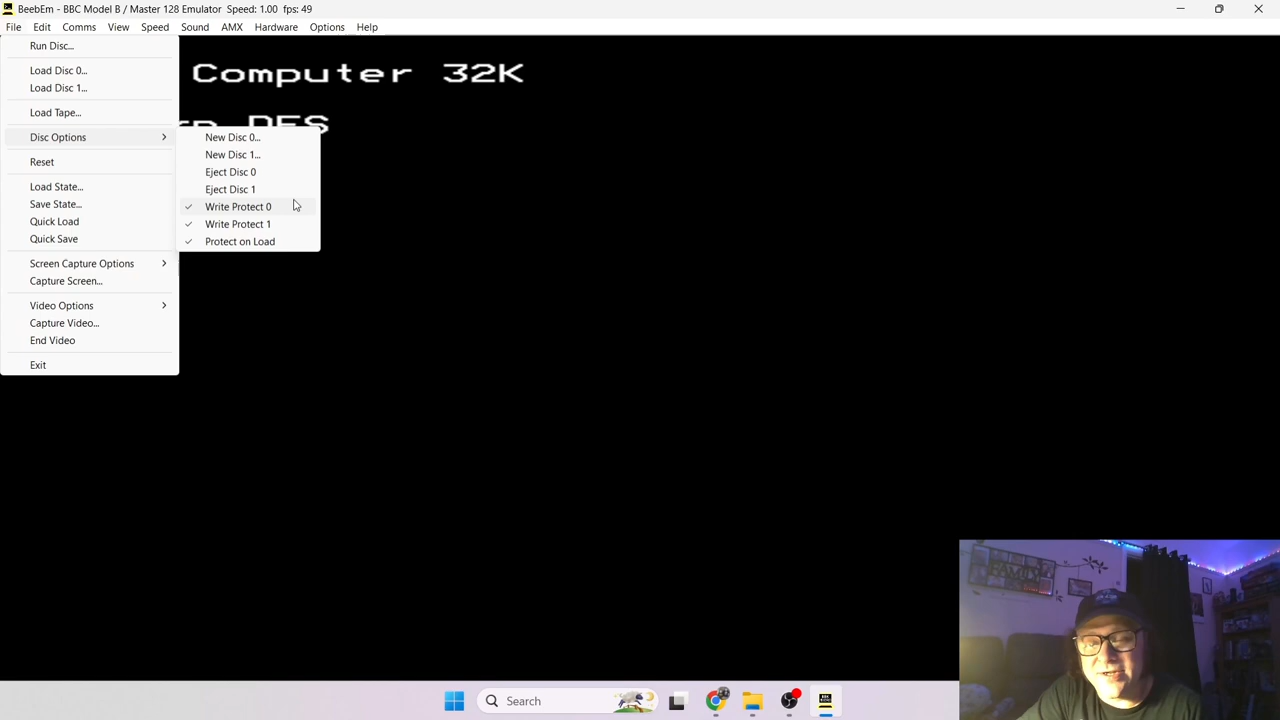 BeebEm - BBC Model B / Master 128 Emulator Speed: 1.00 fps: 49
File Edit Comms View Speed Sound AMX Hardware Options Help
Computer 32K
DFS
Run Disc...
Load Disc 0...
Load Disc 1...
Load Tape...
Disc Options
Reset
Load State...
Save State...
Quick Load
Quick Save
Screen Capture Options
Capture Screen...
Video Options
Capture Video...
End Video
Exit
New Disc 0...
New Disc 1...
Eject Disc 0
Eject Disc 1
Write Protect 0
Write Protect 1
Protect on Load
FAMILY
Search